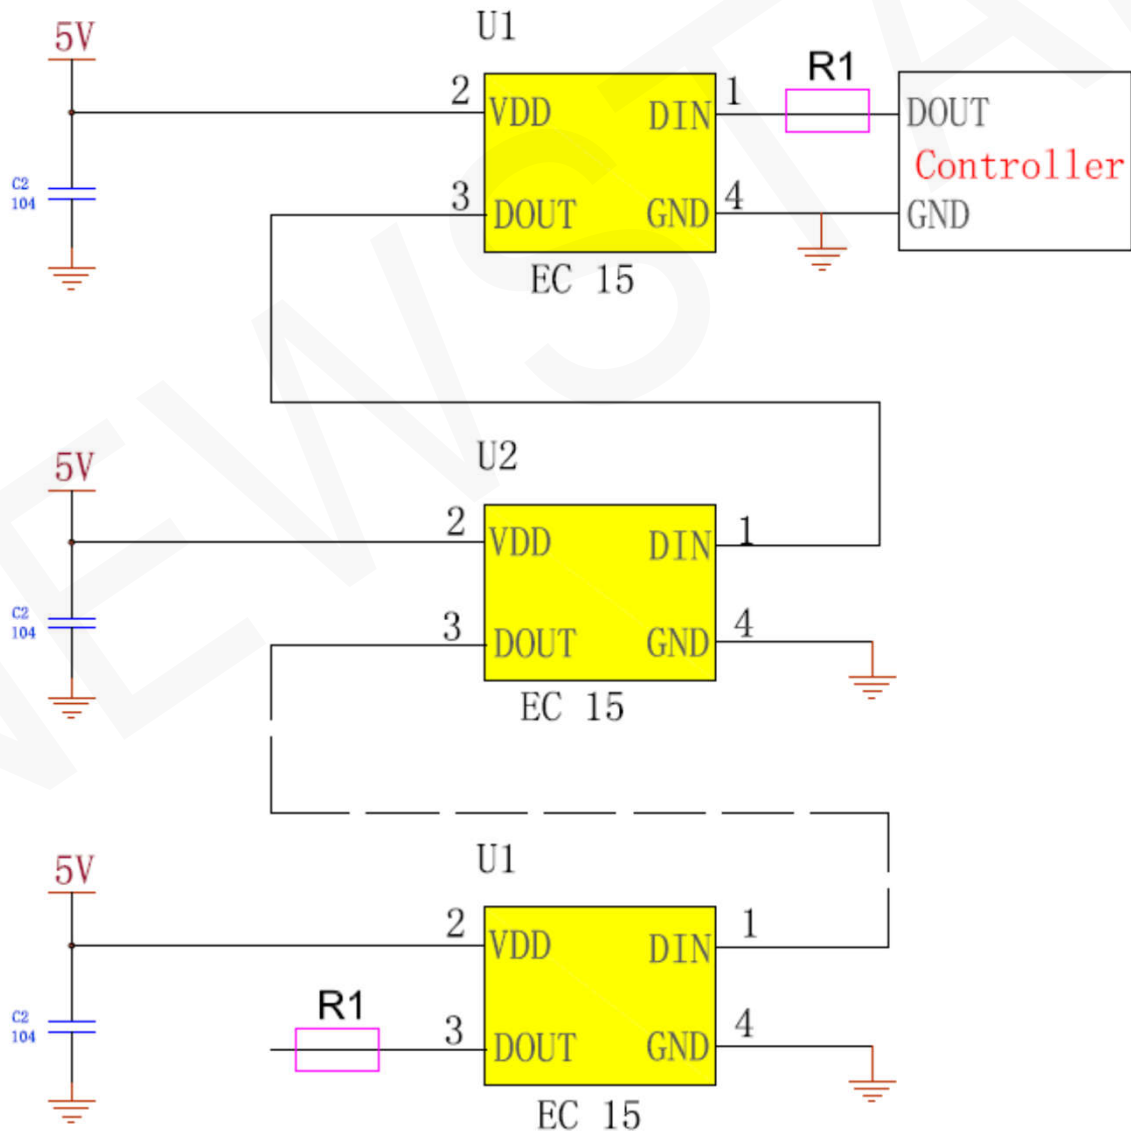 U1
5V
2 VDD DIN 1 R1 DOUT
Controller
C2
104
3 DOUT GND 4 GND
EC 15
U2
5V
2 VDD DIN 1
C2
104
3 DOUT GND 4
EC 15
U1
5V
2 VDD DIN 1
C2
104
R1
3 DOUT GND 4
EC 15
NEWSTA